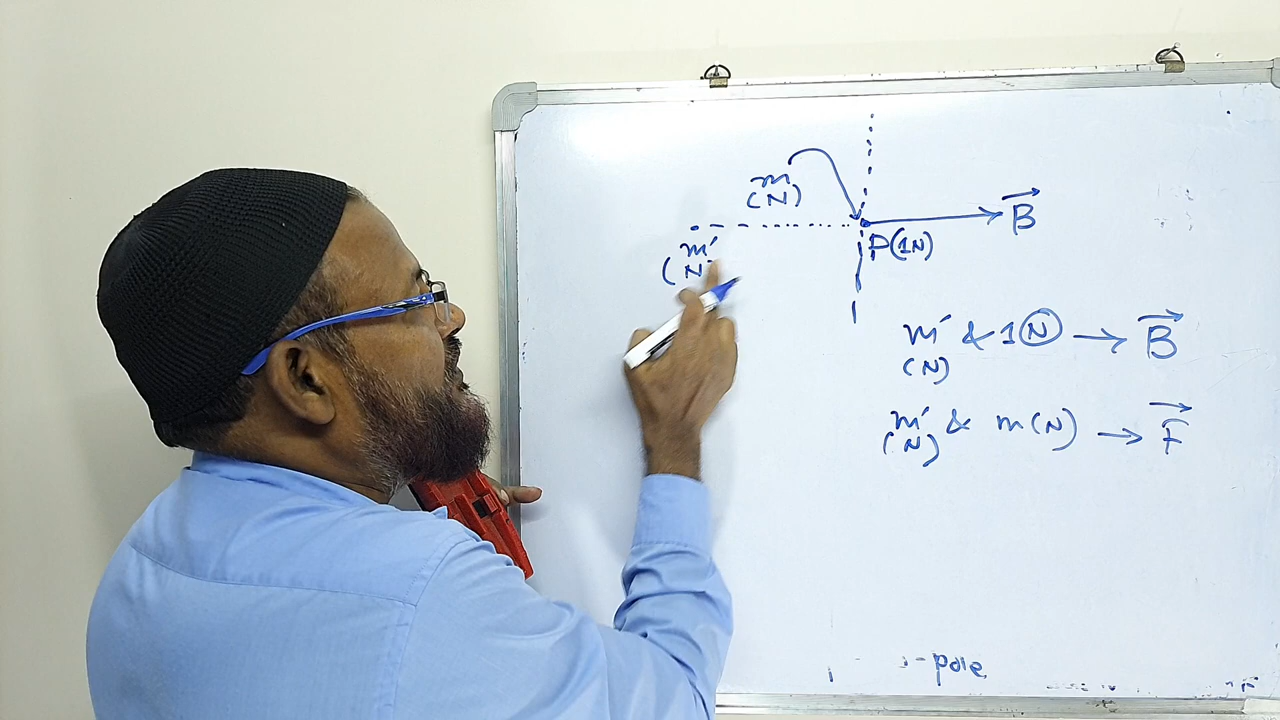 m
(N)
B
m'
(N)
P(1N)
m' & 1 N → B
(N)
m' & m(N) → F
(N)
-pole